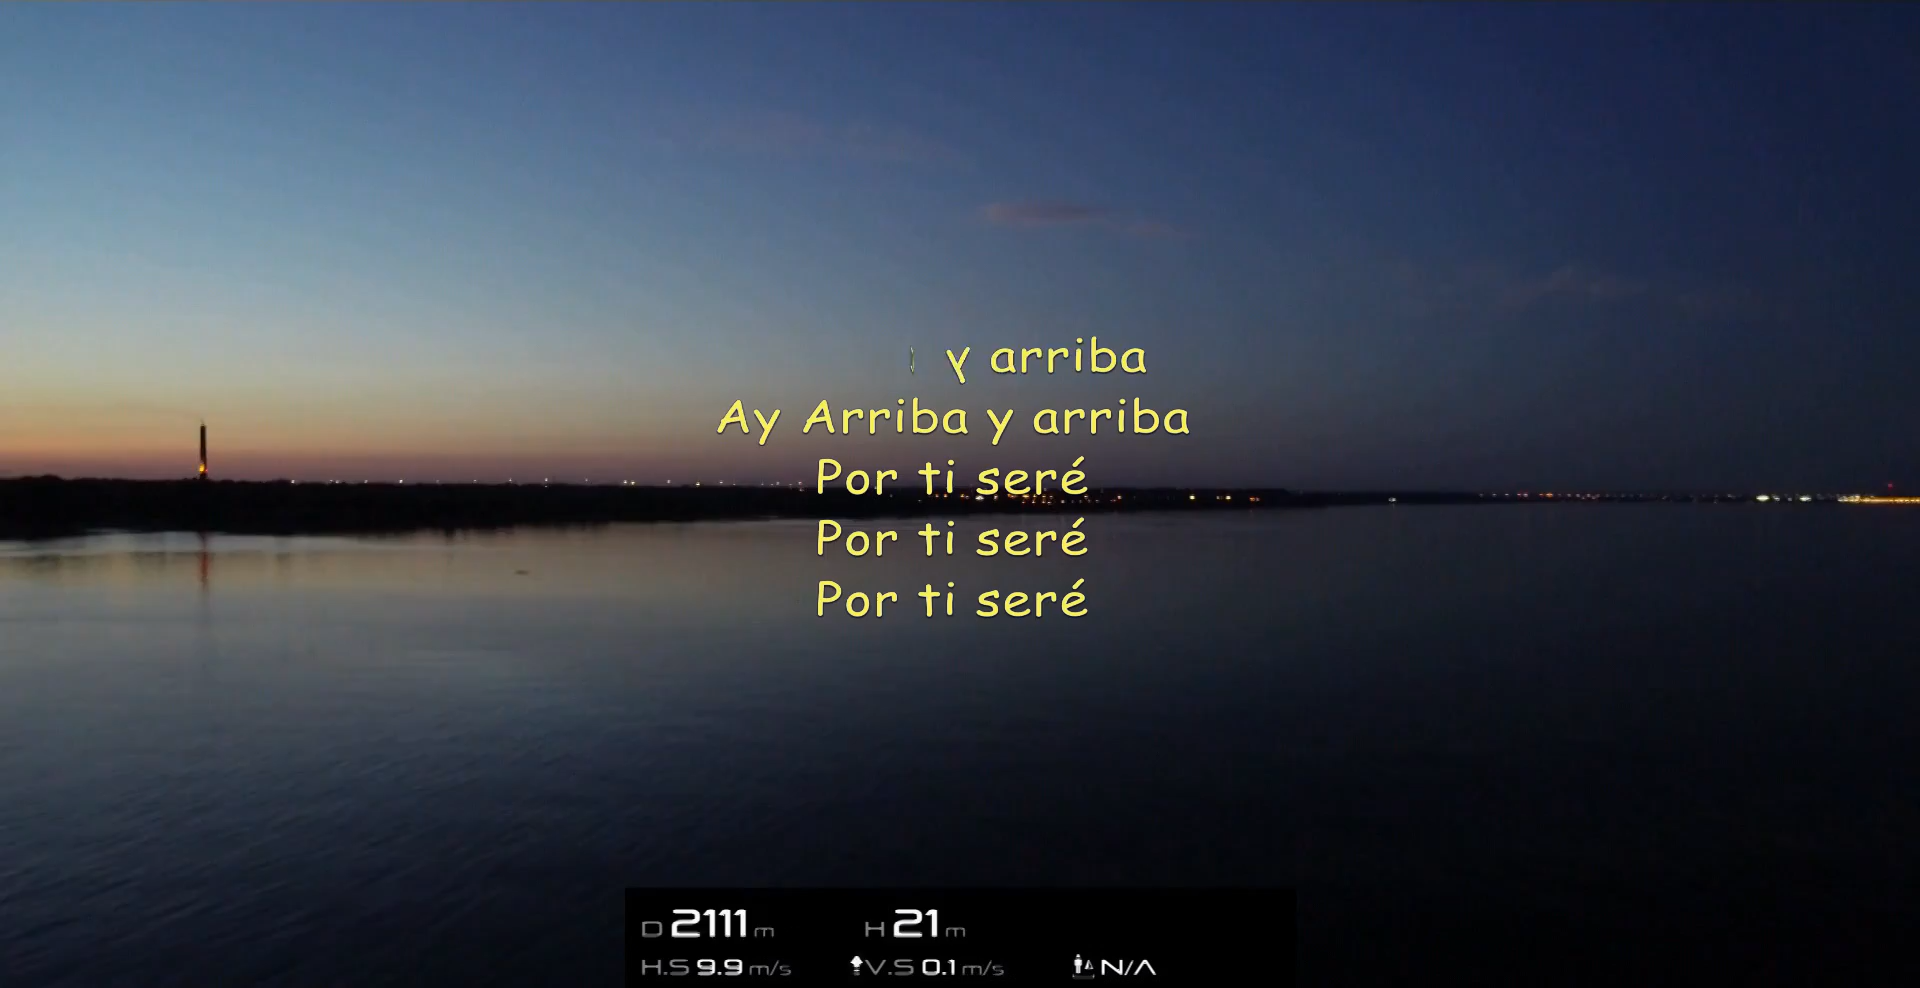 y arriba
Ay Arriba y arriba
Por ti seré
Por ti seré
Por ti seré
D 2111 m H 21 m
H.S 9.9 m/s V.S 0.1 m/s N/A